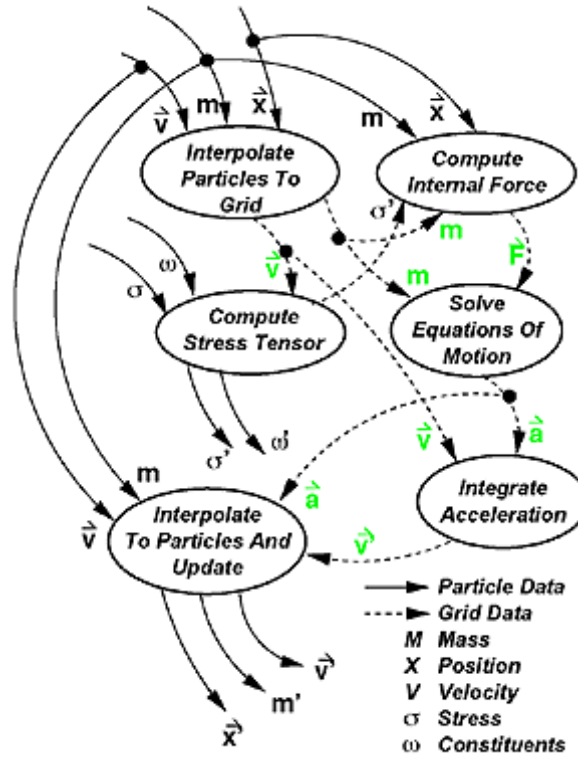 v m x m x
Interpolate
Particles To
Grid
Compute
Internal Force
σ'
m
v
m
F
ω
σ
Compute
Stress Tensor
Solve
Equations Of
Motion
σ'
ω'
v
a
m
a
v
Interpolate
To Particles And
Update
Integrate
Acceleration
v'
v'
m'
x'
Particle Data
Grid Data
M Mass
X Position
V Velocity
σ Stress
ω Constituents